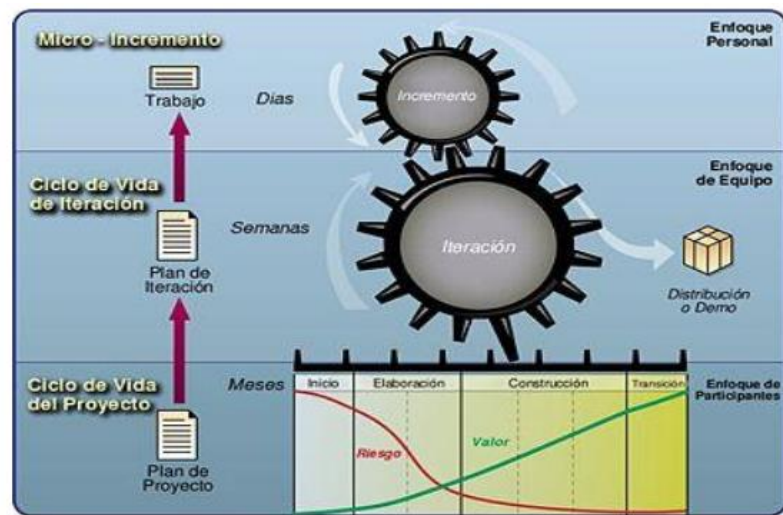 Micro - Incremento
Enfoque
Personal
Trabajo
Días
Incremento
Ciclo de Vida
de Iteración
Enfoque
de Equipo
Semanas
Iteración
Plan de
Iteración
Distribución
o Demo
Ciclo de Vida
del Proyecto
Meses
Inicio
Elaboración
Construcción
Transición
Enfoque de
Participantes
Riesgo
Valor
Plan de
Proyecto